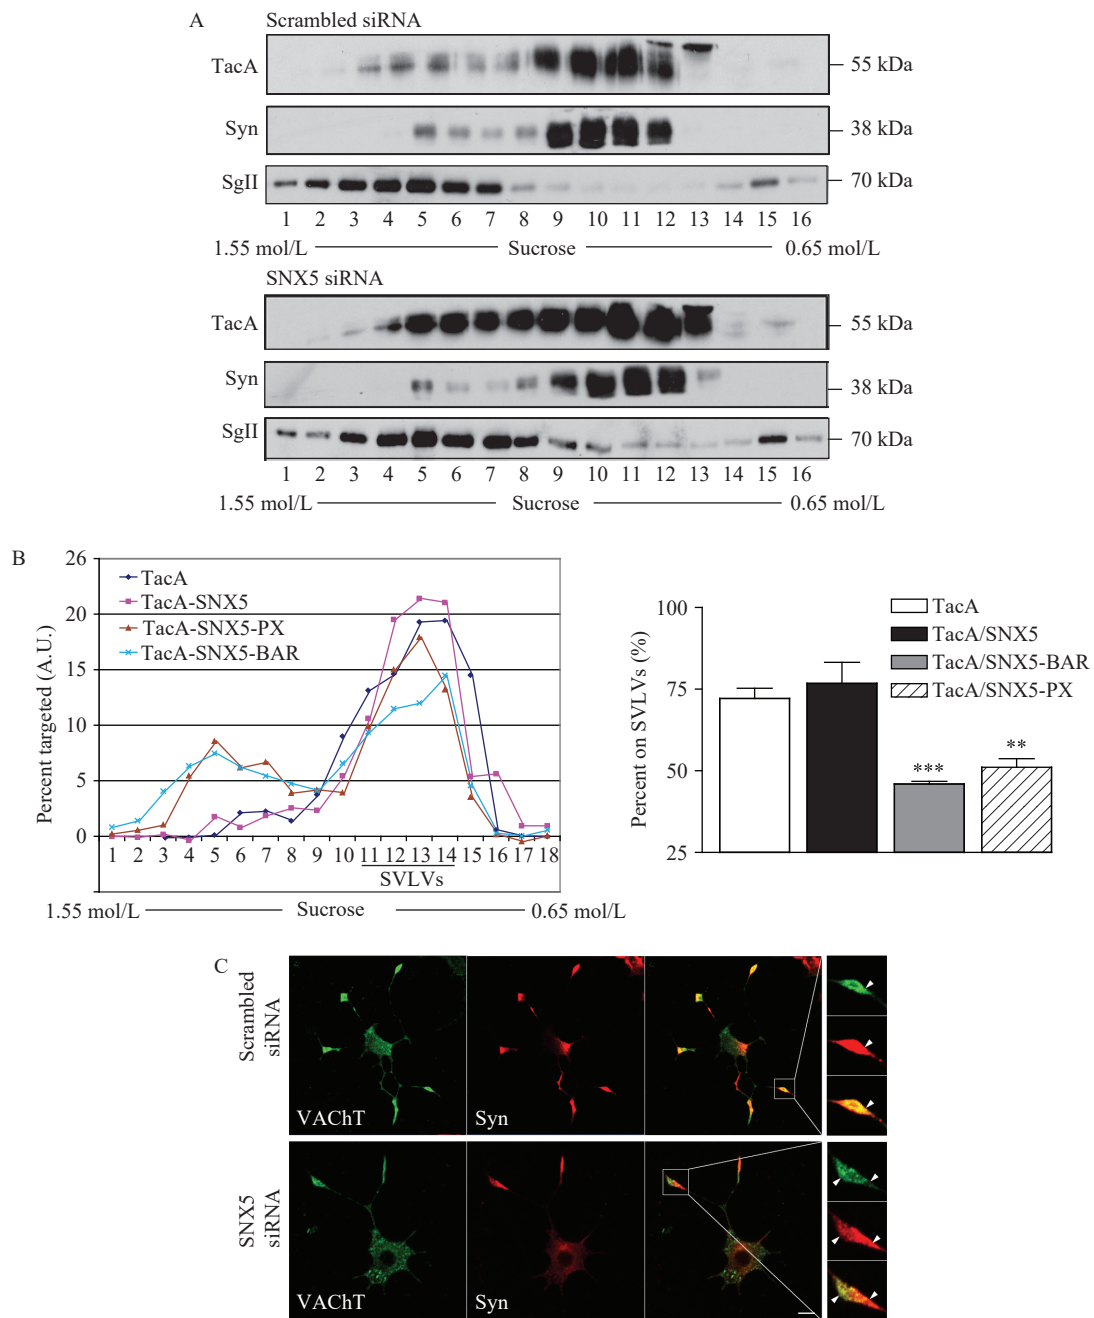 A
Scrambled siRNA
TacA
55 kDa
Syn
38 kDa
SgII
70 kDa
1 2 3 4 5 6 7 8 9 10 11 12 13 14 15 16
1.55 mol/L Sucrose 0.65 mol/L
SNX5 siRNA
TacA
55 kDa
Syn
38 kDa
SgII
70 kDa
1 2 3 4 5 6 7 8 9 10 11 12 13 14 15 16
1.55 mol/L Sucrose 0.65 mol/L
B
Percent targeted (A.U.)
26
20
15
10
5
0
TacA
TacA-SNX5
TacA-SNX5-PX
TacA-SNX5-BAR
1 2 3 4 5 6 7 8 9 10 11 12 13 14 15 16 17 18
SVLVs
1.55 mol/L Sucrose 0.65 mol/L
Percent on SVLVs (%)
100
75
50
25
***
**
TacA
TacA/SNX5
TacA/SNX5-BAR
TacA/SNX5-PX
C
Scrambled
siRNA
VAChT
Syn
SNX5
siRNA
VAChT
Syn